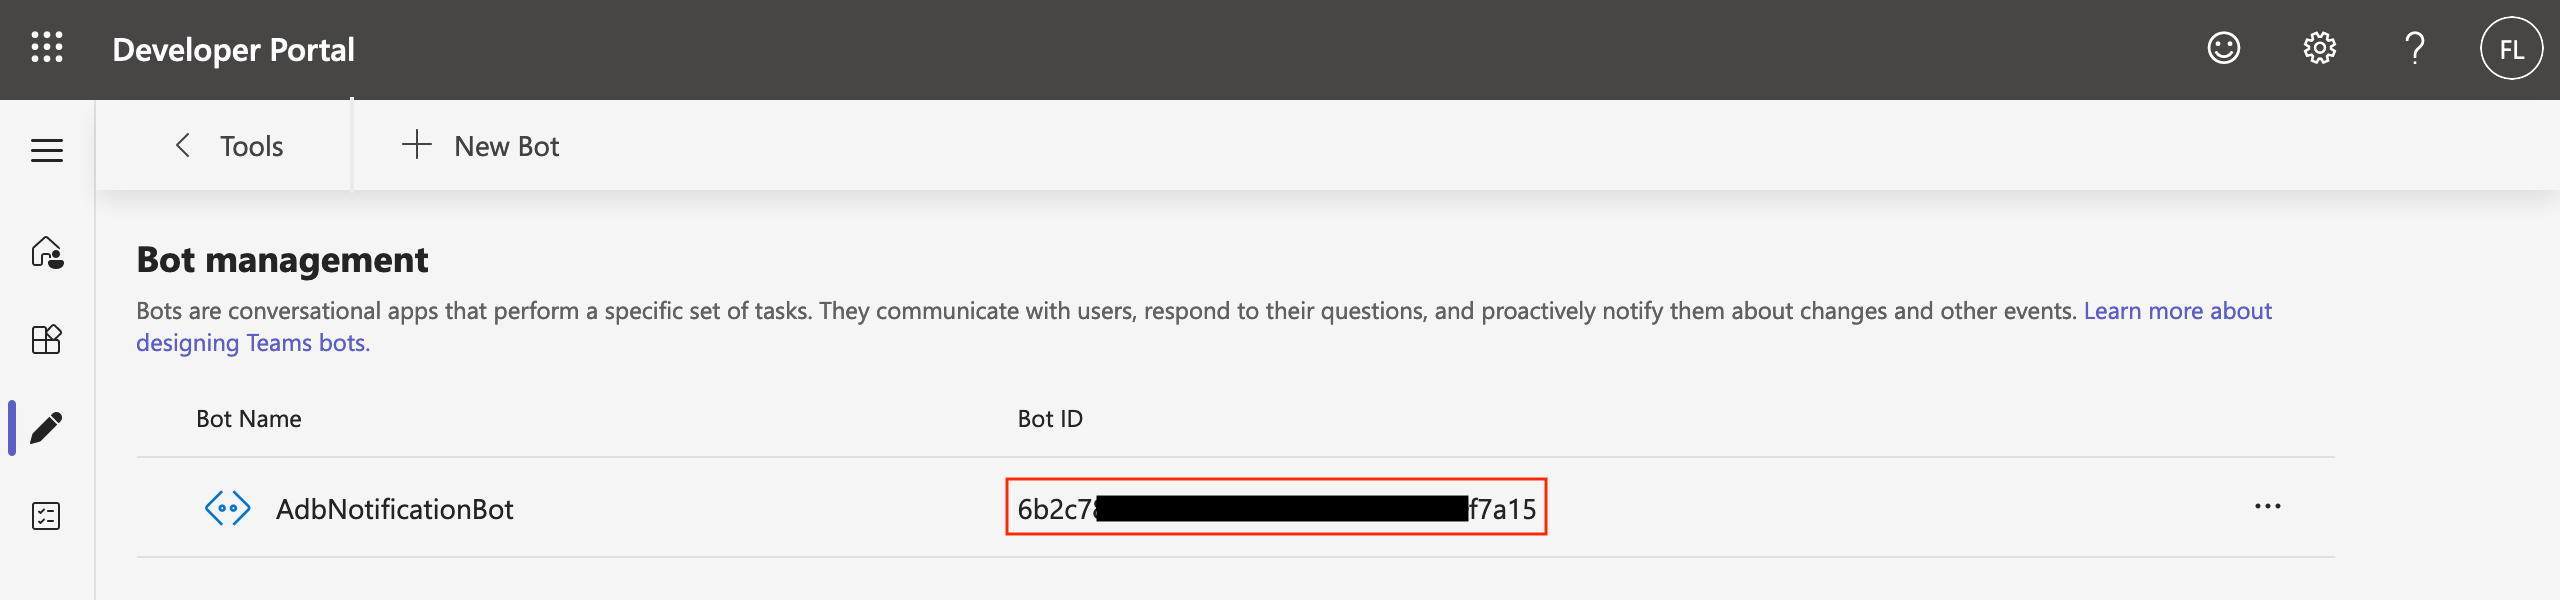 Developer Portal
FL
Tools
New Bot
Bot management
Bots are conversational apps that perform a specific set of tasks. They communicate with users, respond to their questions, and proactively notify them about changes and other events. Learn more about
designing Teams bots.
Bot Name Bot ID
AdbNotificationBot 6b2c78 f7a15